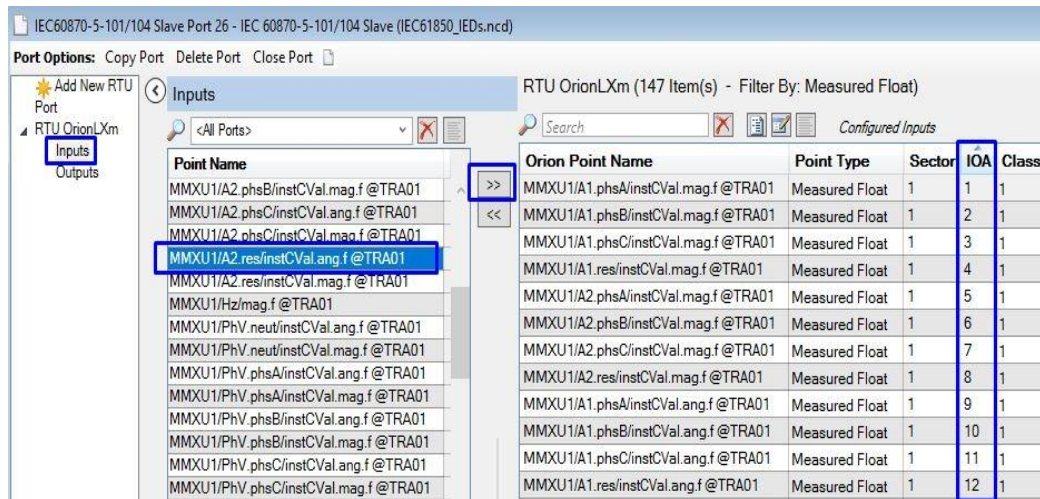 IEC60870-5-101/104 Slave Port 26 - IEC 60870-5-101/104 Slave (IEC61850_IEDs.ncd)
Port Options: Copy Port Delete Port Close Port
Add New RTU Port
RTU OrionLXm
Inputs
Outputs
Inputs
<All Ports>
Point Name
MMXU1/A2.phsB/instCVal.mag.f @TRA01
MMXU1/A2.phsC/instCVal.ang.f @TRA01
MMXU1/A2.phsC/instCVal.mag.f @TRA01
MMXU1/A2.res/instCVal.ang.f @TRA01
MMXU1/A2.res/instCVal.mag.f @TRA01
MMXU1/Hz/mag.f @TRA01
MMXU1/PhV.neut/instCVal.ang.f @TRA01
MMXU1/PhV.neut/instCVal.mag.f @TRA01
MMXU1/PhV.phsA/instCVal.ang.f @TRA01
MMXU1/PhV.phsA/instCVal.mag.f @TRA01
MMXU1/PhV.phsB/instCVal.ang.f @TRA01
MMXU1/PhV.phsB/instCVal.mag.f @TRA01
MMXU1/PhV.phsC/instCVal.ang.f @TRA01
MMXU1/PhV.phsC/instCVal.mag.f @TRA01
>>
<<
RTU OrionLXm (147 Item(s) - Filter By: Measured Float)
Search Configured Inputs
Orion Point Name Point Type Sector IOA Class
MMXU1/A1.phsA/instCVal.mag.f @TRA01 Measured Float 1 1 1
MMXU1/A1.phsB/instCVal.mag.f @TRA01 Measured Float 1 2 1
MMXU1/A1.phsC/instCVal.mag.f @TRA01 Measured Float 1 3 1
MMXU1/A1.res/instCVal.mag.f @TRA01 Measured Float 1 4 1
MMXU1/A2.phsA/instCVal.mag.f @TRA01 Measured Float 1 5 1
MMXU1/A2.phsB/instCVal.mag.f @TRA01 Measured Float 1 6 1
MMXU1/A2.phsC/instCVal.mag.f @TRA01 Measured Float 1 7 1
MMXU1/A2.res/instCVal.mag.f @TRA01 Measured Float 1 8 1
MMXU1/A1.phsA/instCVal.ang.f @TRA01 Measured Float 1 9 1
MMXU1/A1.phsB/instCVal.ang.f @TRA01 Measured Float 1 10 1
MMXU1/A1.phsC/instCVal.ang.f @TRA01 Measured Float 1 11 1
MMXU1/A1.res/instCVal.ang.f @TRA01 Measured Float 1 12 1